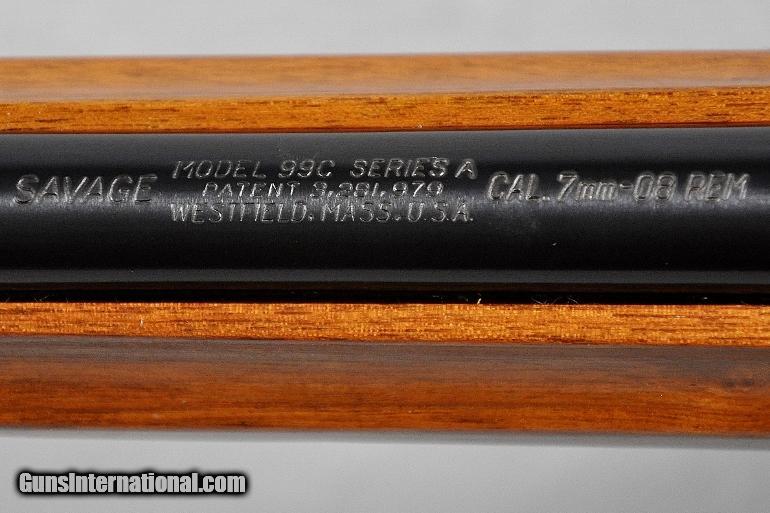 SAVAGE
MODEL 99C SERIES A
PATENT 3,281,979
WESTFIELD, MASS. U.S.A.
CAL. 7mm-08 REM
GunsInternational.com